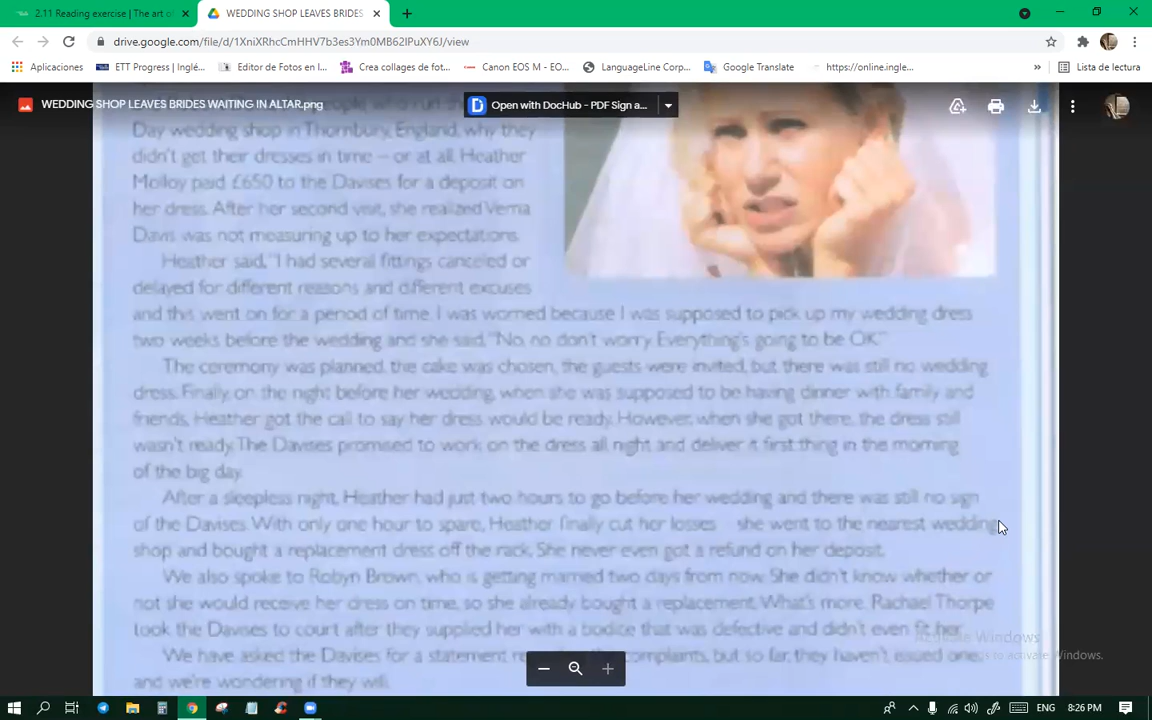 2.11 Reading exercise | The art o
WEDDING SHOP LEAVES BRIDES
drive.google.com/file/d/1XniXRhcCmHHV7b3es3Ym0MB62IPuXY6J/view
Aplicaciones
ETT Progress | Inglé...
Editor de Fotos en l...
Crea collages de fot...
Canon EOS M - EO...
LanguageLine Corp...
Google Translate
https://online.ingle...
»
Lista de lectura
WEDDING SHOP LEAVES BRIDES WAITING IN ALTAR.png
Open with DocHub - PDF Sign a...
Day wedding shop in Thornbury, England, why they
didn't get their dresses in time – or at all. Heather
Molloy paid £650 to the Davises for a deposit on
her dress. After her second visit, she realized Verna
Davis was not measuring up to her expectations.
Heather said, "I had several fittings canceled or
delayed for different reasons and different excuses
and this went on for a period of time. I was worried because I was supposed to pick up my wedding dress
two weeks before the wedding and she said, "No, no don't worry. Everything's going to be OK."
The ceremony was planned, the cake was chosen, the guests were invited, but there was still no wedding
dress. Finally, on the night before her wedding, when she was supposed to be having dinner with family and
friends, Heather got the call to say her dress would be ready. However, when she got there, the dress still
wasn't ready. The Davises promised to work on the dress all night and deliver it first thing in the morning
of the big day.
After a sleepless night, Heather had just two hours to go before her wedding and there was still no sign
of the Davises. With only one hour to spare, Heather finally cut her losses – she went to the nearest wedding
shop and bought a replacement dress off the rack. She never even got a refund on her deposit.
We also spoke to Robyn Brown, who is getting married two days from now. She didn't know whether or
not she would receive her dress on time, so she already bought a replacement. What's more, Rachael Thorpe
took the Davises to court after they supplied her with a bodice that was defective and didn't even fit her.
Activate Windows
We have asked the Davises for a statement complaints, but so far, they haven't issued one,
to activate Windows.
and we're wondering if they will.
ENG
8:26 PM